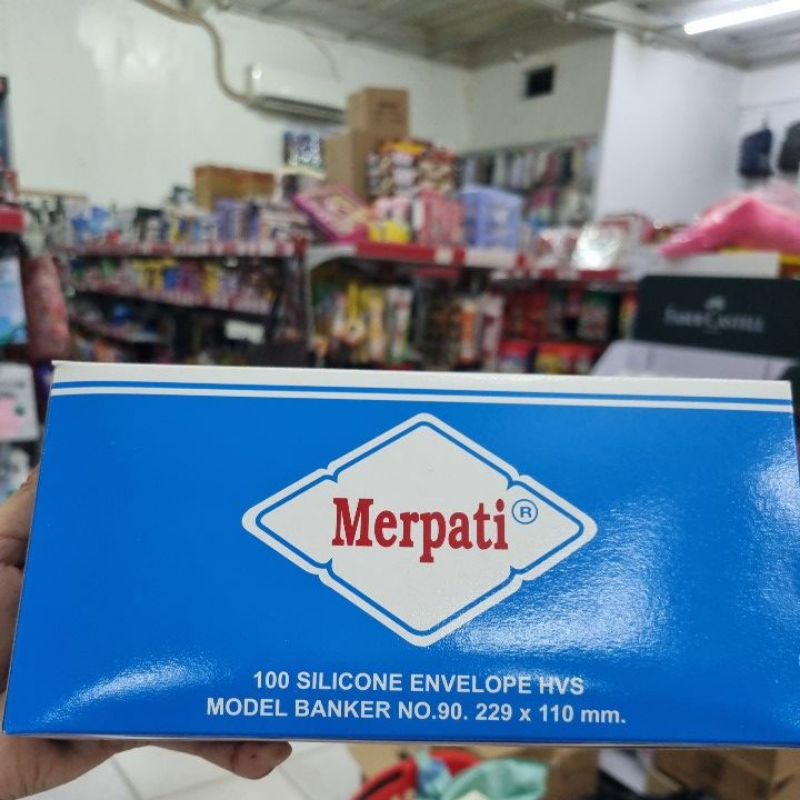 FABER-CASTELL
Merpati®
100 SILICONE ENVELOPE HVS
MODEL BANKER NO.90. 229 x 110 mm.